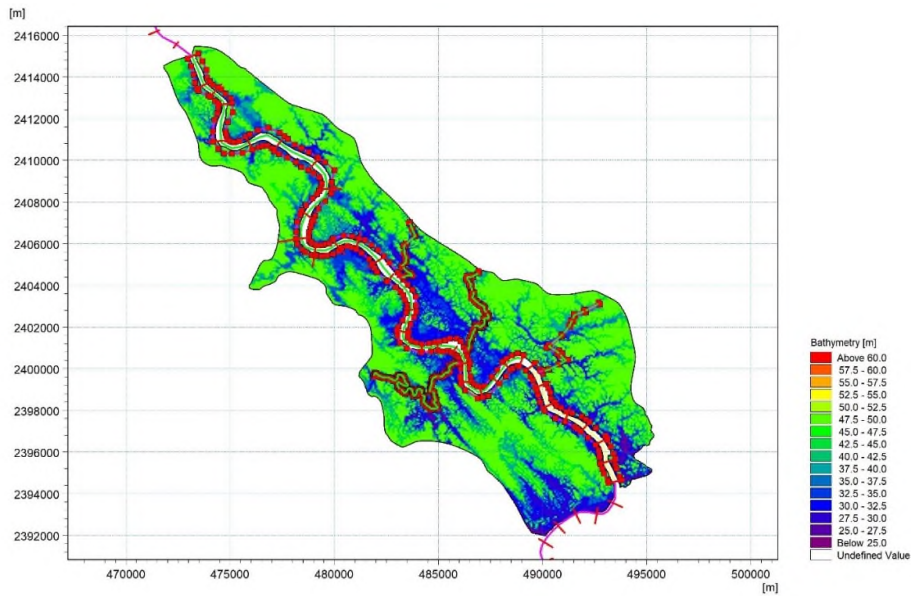 [m]
2416000
2414000
2412000
2410000
2408000
2406000
2404000
2402000
2400000
2398000
2396000
2394000
2392000
470000 475000 480000 485000 490000 495000 500000
[m]
Bathymetry [m]
Above 60.0
57.5 - 60.0
55.0 - 57.5
52.5 - 55.0
50.0 - 52.5
47.5 - 50.0
45.0 - 47.5
42.5 - 45.0
40.0 - 42.5
37.5 - 40.0
35.0 - 37.5
32.5 - 35.0
30.0 - 32.5
27.5 - 30.0
25.0 - 27.5
Below 25.0
Undefined Value